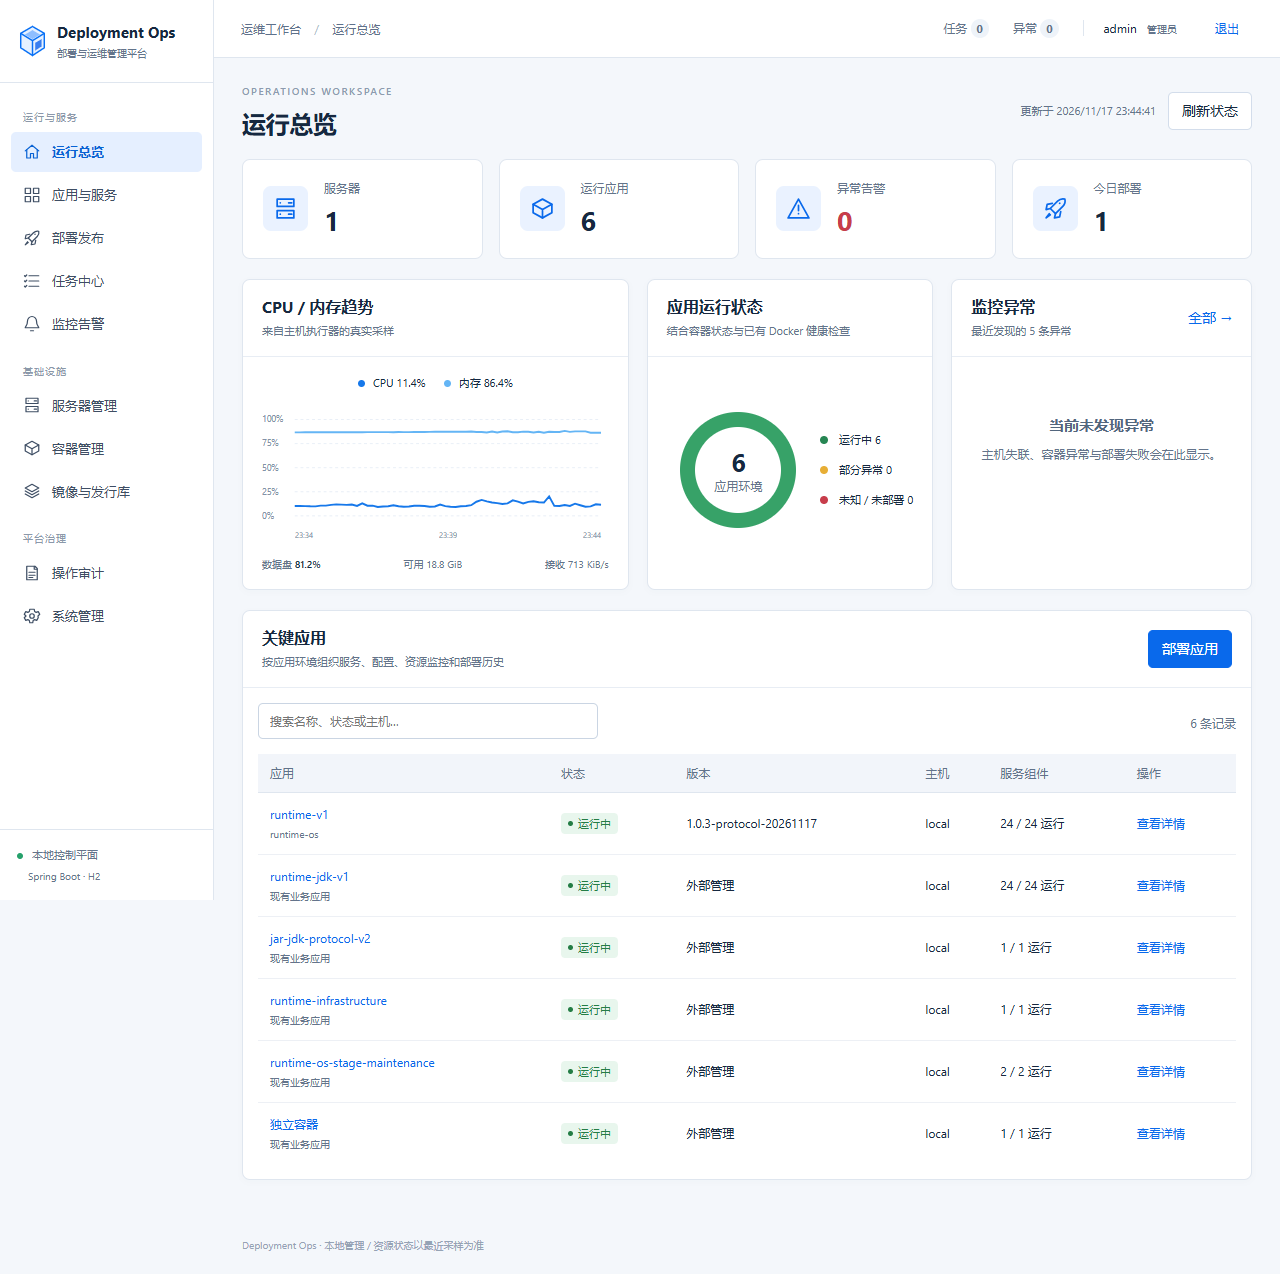 Deployment Ops
部署与运维管理平台
运行与服务
运行总览
应用与服务
部署发布
任务中心
监控告警
基础设施
服务器管理
容器管理
镜像与发行库
平台治理
操作审计
系统管理
本地控制平面
Spring Boot · H2
运维工作台 / 运行总览
任务 0 异常 0 admin 管理员 退出
OPERATIONS WORKSPACE
运行总览
更新于 2026/11/17 23:44:41 刷新状态
服务器
1
运行应用
6
异常告警
0
今日部署
1
CPU / 内存趋势
来自主机执行器的真实采样
CPU 11.4% 内存 86.4%
100%
75%
50%
25%
0%
23:34 23:39 23:44
数据盘 81.2% 可用 18.8 GiB 接收 713 KiB/s
应用运行状态
结合容器状态与已有 Docker 健康检查
6
应用环境
运行中 6
部分异常 0
未知 / 未部署 0
监控异常
最近发现的 5 条异常
全部 →
当前未发现异常
主机失联、容器异常与部署失败会在此显示。
关键应用
按应用环境组织服务、配置、资源监控和部署历史
部署应用
搜索名称、状态或主机...
6 条记录
应用 状态 版本 主机 服务组件 操作
runtime-v1
runtime-os
运行中 1.0.3-protocol-20261117 local 24 / 24 运行 查看详情
runtime-jdk-v1
现有业务应用
运行中 外部管理 local 24 / 24 运行 查看详情
jar-jdk-protocol-v2
现有业务应用
运行中 外部管理 local 1 / 1 运行 查看详情
runtime-infrastructure
现有业务应用
运行中 外部管理 local 1 / 1 运行 查看详情
runtime-os-stage-maintenance
现有业务应用
运行中 外部管理 local 2 / 2 运行 查看详情
独立容器
现有业务应用
运行中 外部管理 local 1 / 1 运行 查看详情
Deployment Ops · 本地管理 / 资源状态以最近采样为准